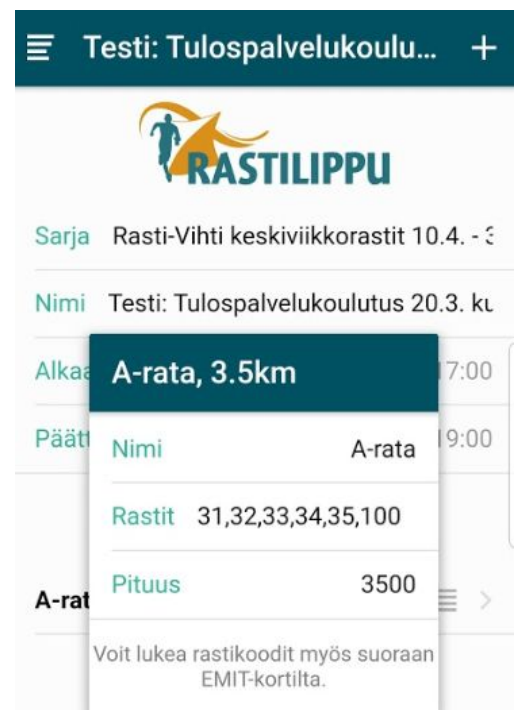 Testi: Tulospalvelukoulu... +
RASTILIPPU
Sarja Rasti-Vihti keskiviikkorastit 10.4. -
Nimi Testi: Tulospalvelukoulutus 20.3.
A-rata, 3.5km
Nimi A-rata
Rastit 31,32,33,34,35,100
Pituus 3500
Voit lukea rastikoodit myös suoraan
EMIT-kortilta.
Alkaa 17:00
19:00
A-rat